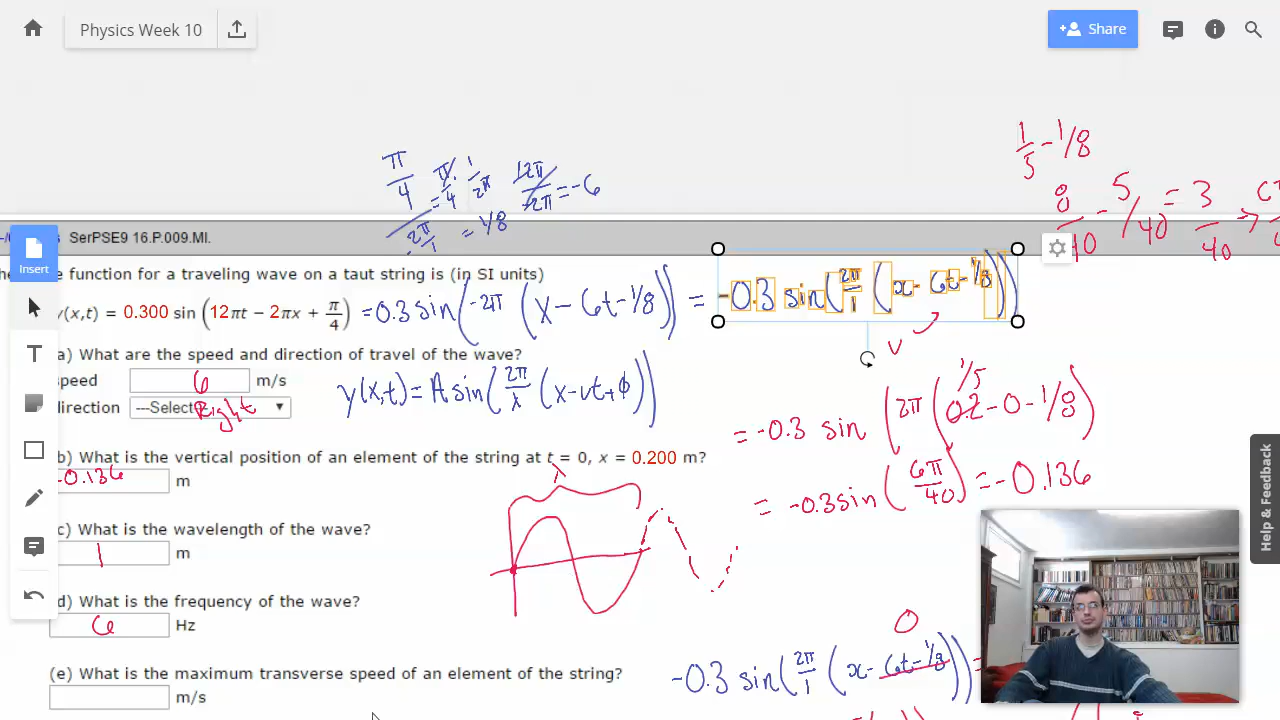 Physics Week 10
Share
1/5 - 1/8
8/40 - 5/40 = 3/40 →
π/4 / 2π/1 = π/4 · 1/2π = 1/8
12π/-2π = -6
SerPSE9 16.P.009.MI.
Insert
function for a traveling wave on a taut string is (in SI units)
y(x,t) = 0.300 sin (12πt − 2πx + π/4) = 0.3 sin(-2π (x - 6t - 1/8)) = -0.3 sin(2π/1 (x - 6t - 1/8))
v
a) What are the speed and direction of travel of the wave?
speed 6 m/s
direction ---Select Right
y(x,t) = A sin(2π/λ (x - vt + ϕ))
1/5
= -0.3 sin (2π (0.2 - 0 - 1/8))
b) What is the vertical position of an element of the string at t = 0, x = 0.200 m?
-0.136 m
λ
= -0.3 sin (6π/40) = -0.136
c) What is the wavelength of the wave?
1 m
d) What is the frequency of the wave?
6 Hz
0
-0.3 sin(2π/1 (x - 6t - 1/8)) =
(e) What is the maximum transverse speed of an element of the string?
m/s
Help & Feedback